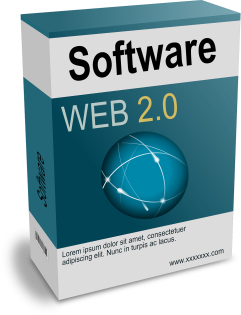 Software
WEB 2.0
Software
Lorem ipsum dolor sit amet, consectetuer
adipiscing elit. Nunc in turpis ac lacus.
www.xxxxxxx.com